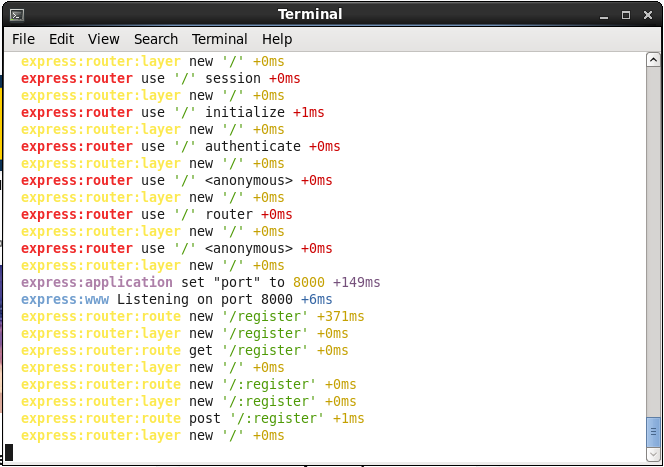 Terminal
File Edit View Search Terminal Help
express:router:layer new '/' +0ms
express:router use '/' session +0ms
express:router:layer new '/' +0ms
express:router use '/' initialize +1ms
express:router:layer new '/' +0ms
express:router use '/' authenticate +0ms
express:router:layer new '/' +0ms
express:router use '/' <anonymous> +0ms
express:router:layer new '/' +0ms
express:router use '/' router +0ms
express:router:layer new '/' +0ms
express:router use '/' <anonymous> +0ms
express:router:layer new '/' +0ms
express:application set "port" to 8000 +149ms
express:www Listening on port 8000 +6ms
express:router:route new '/register' +371ms
express:router:layer new '/register' +0ms
express:router:route get '/register' +0ms
express:router:layer new '/' +0ms
express:router:route new '/:register' +0ms
express:router:layer new '/:register' +0ms
express:router:route post '/:register' +1ms
express:router:layer new '/' +0ms